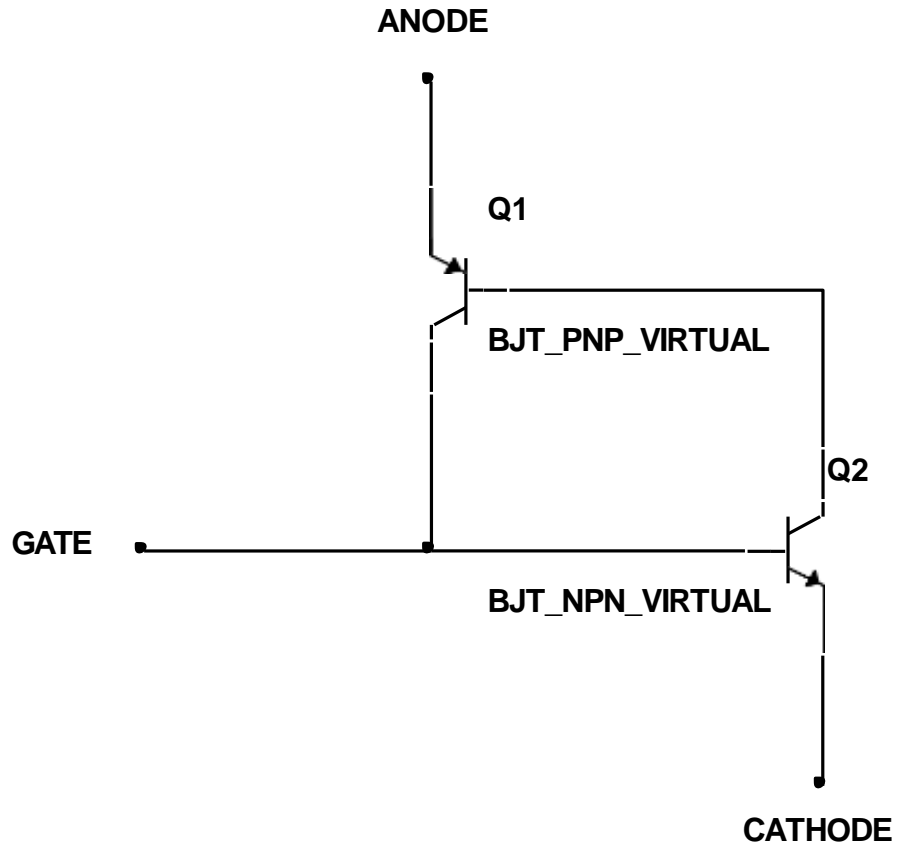 ANODE
Q1
BJT_PNP_VIRTUAL
Q2
GATE
BJT_NPN_VIRTUAL
CATHODE